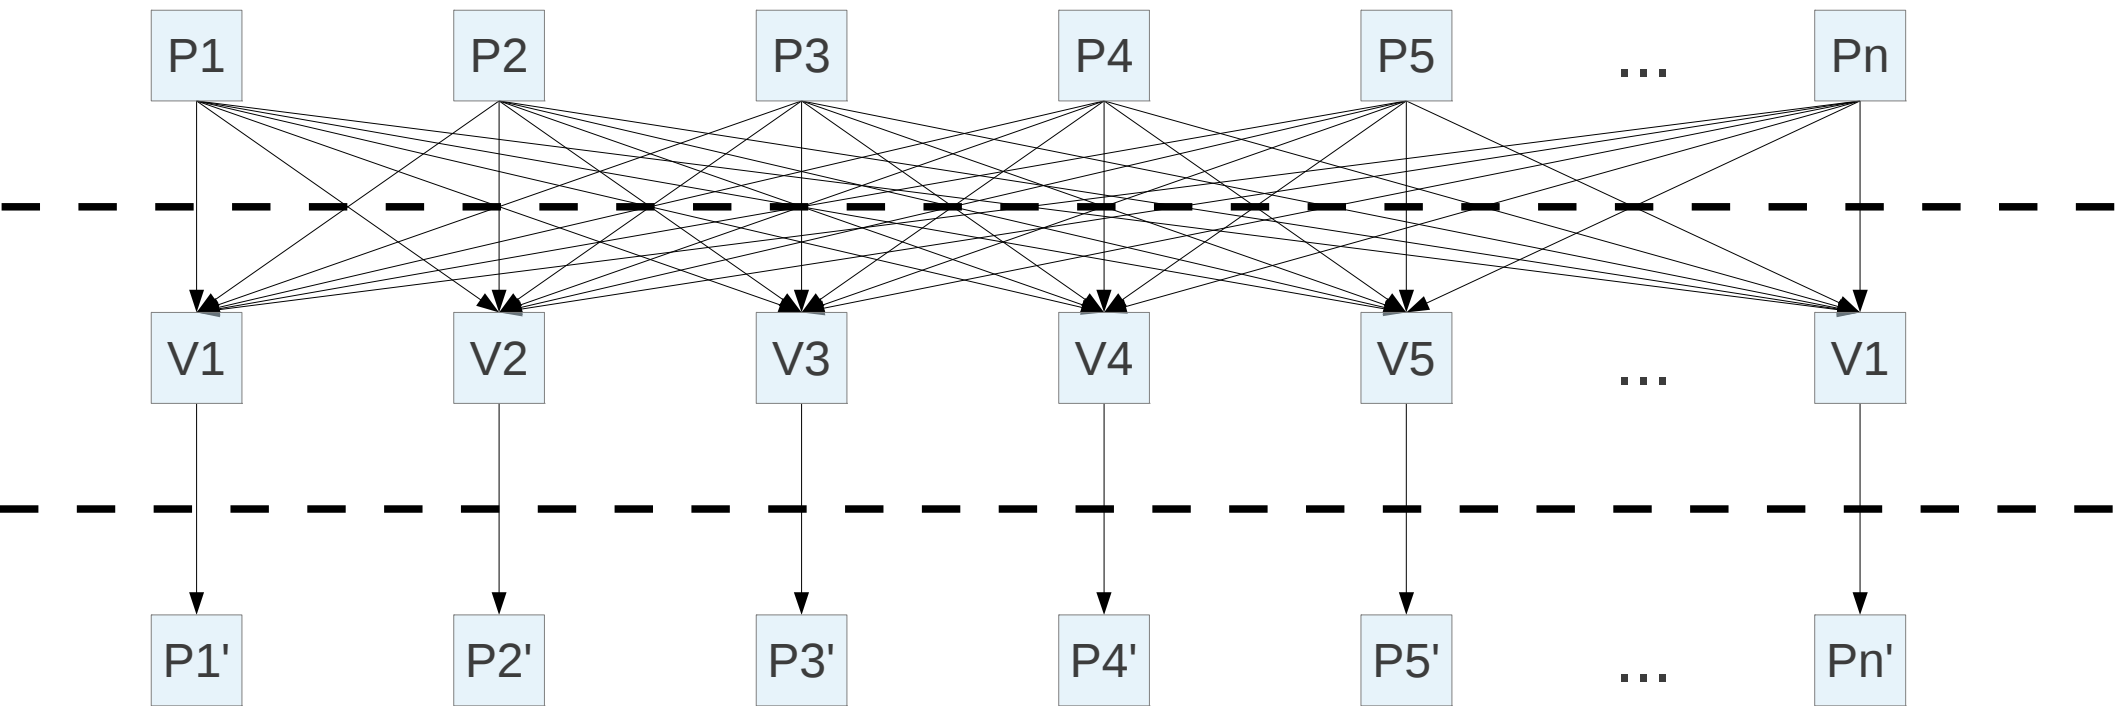 P1 P2 P3 P4 P5 ... Pn
V1 V2 V3 V4 V5 ... V1
P1' P2' P3' P4' P5' ... Pn'